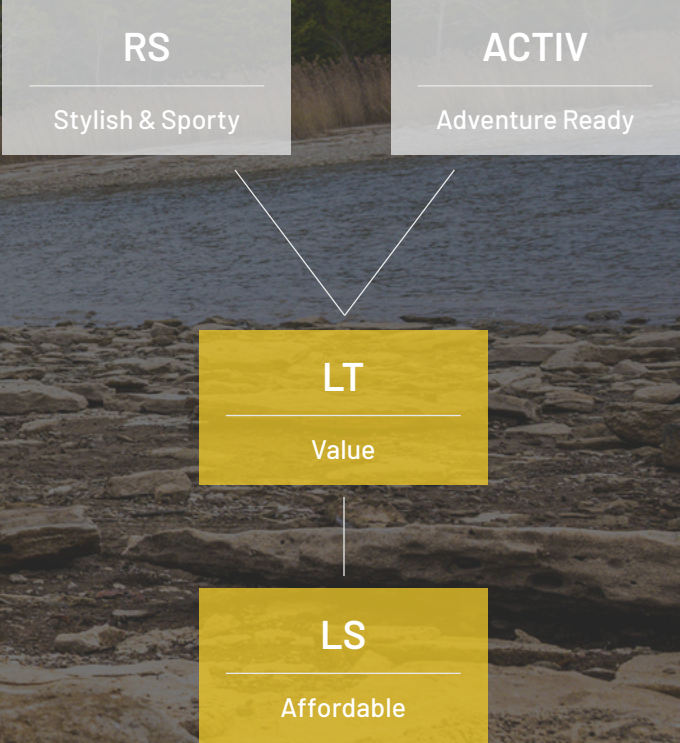 RS
Stylish & Sporty
ACTIV
Adventure Ready
LT
Value
LS
Affordable